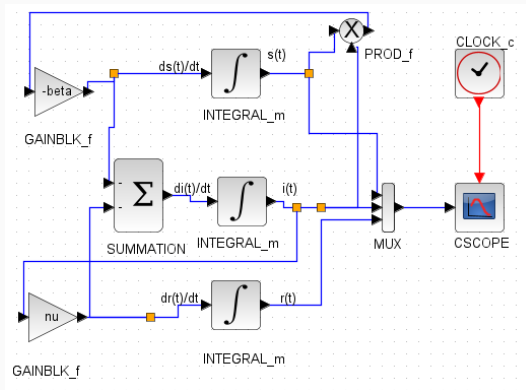 CLOCK_c
PROD_f
s(t)
ds(t)/dt
-beta
INTEGRAL_m
GAINBLK_f
di(t)/dt
i(t)
-
-
Σ
SUMMATION
INTEGRAL_m
MUX
CSCOPE
dr(t)/dt
r(t)
nu
INTEGRAL_m
GAINBLK_f